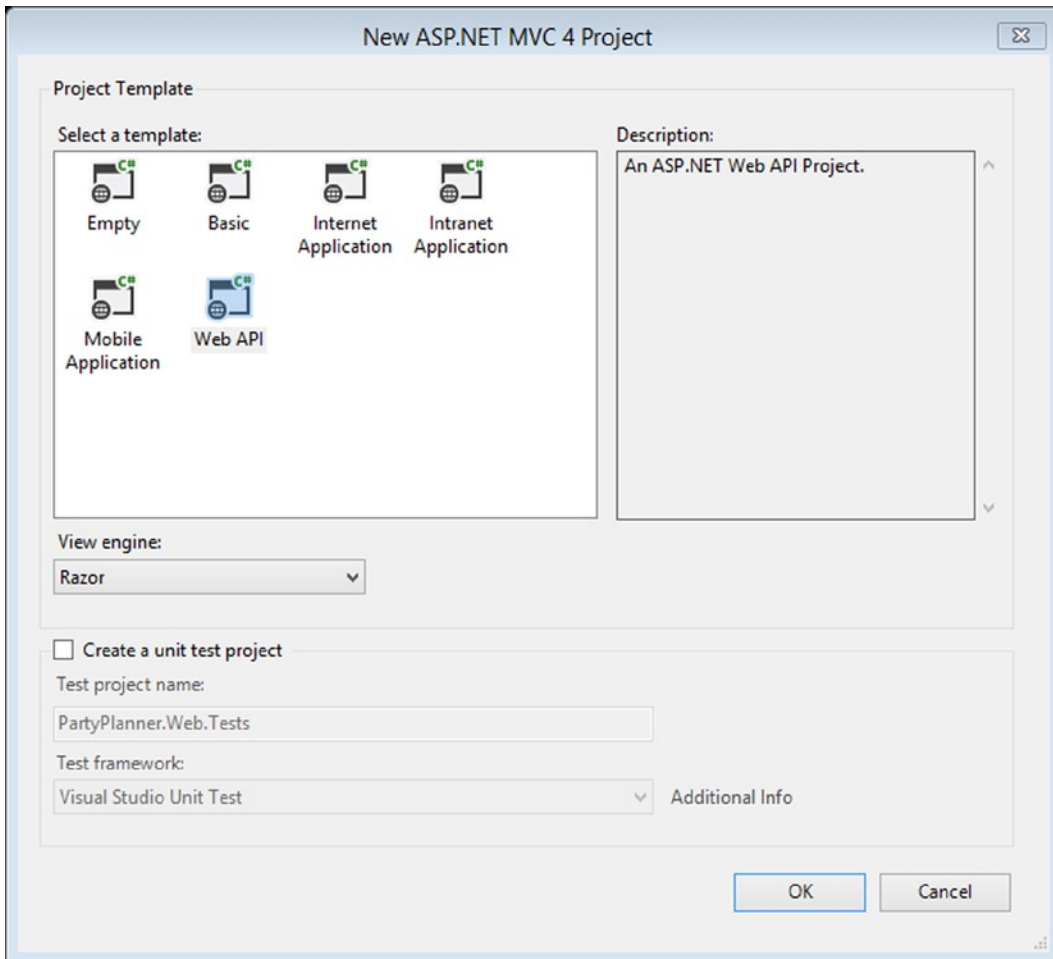 New ASP.NET MVC 4 Project
Project Template
Select a template:
C#
Empty
C#
Basic
C#
Internet
Application
C#
Intranet
Application
C#
Mobile
Application
C#
Web API
Description:
An ASP.NET Web API Project.
View engine:
Razor
Create a unit test project
Test project name:
PartyPlanner.Web.Tests
Test framework:
Visual Studio Unit Test
Additional Info
OK
Cancel